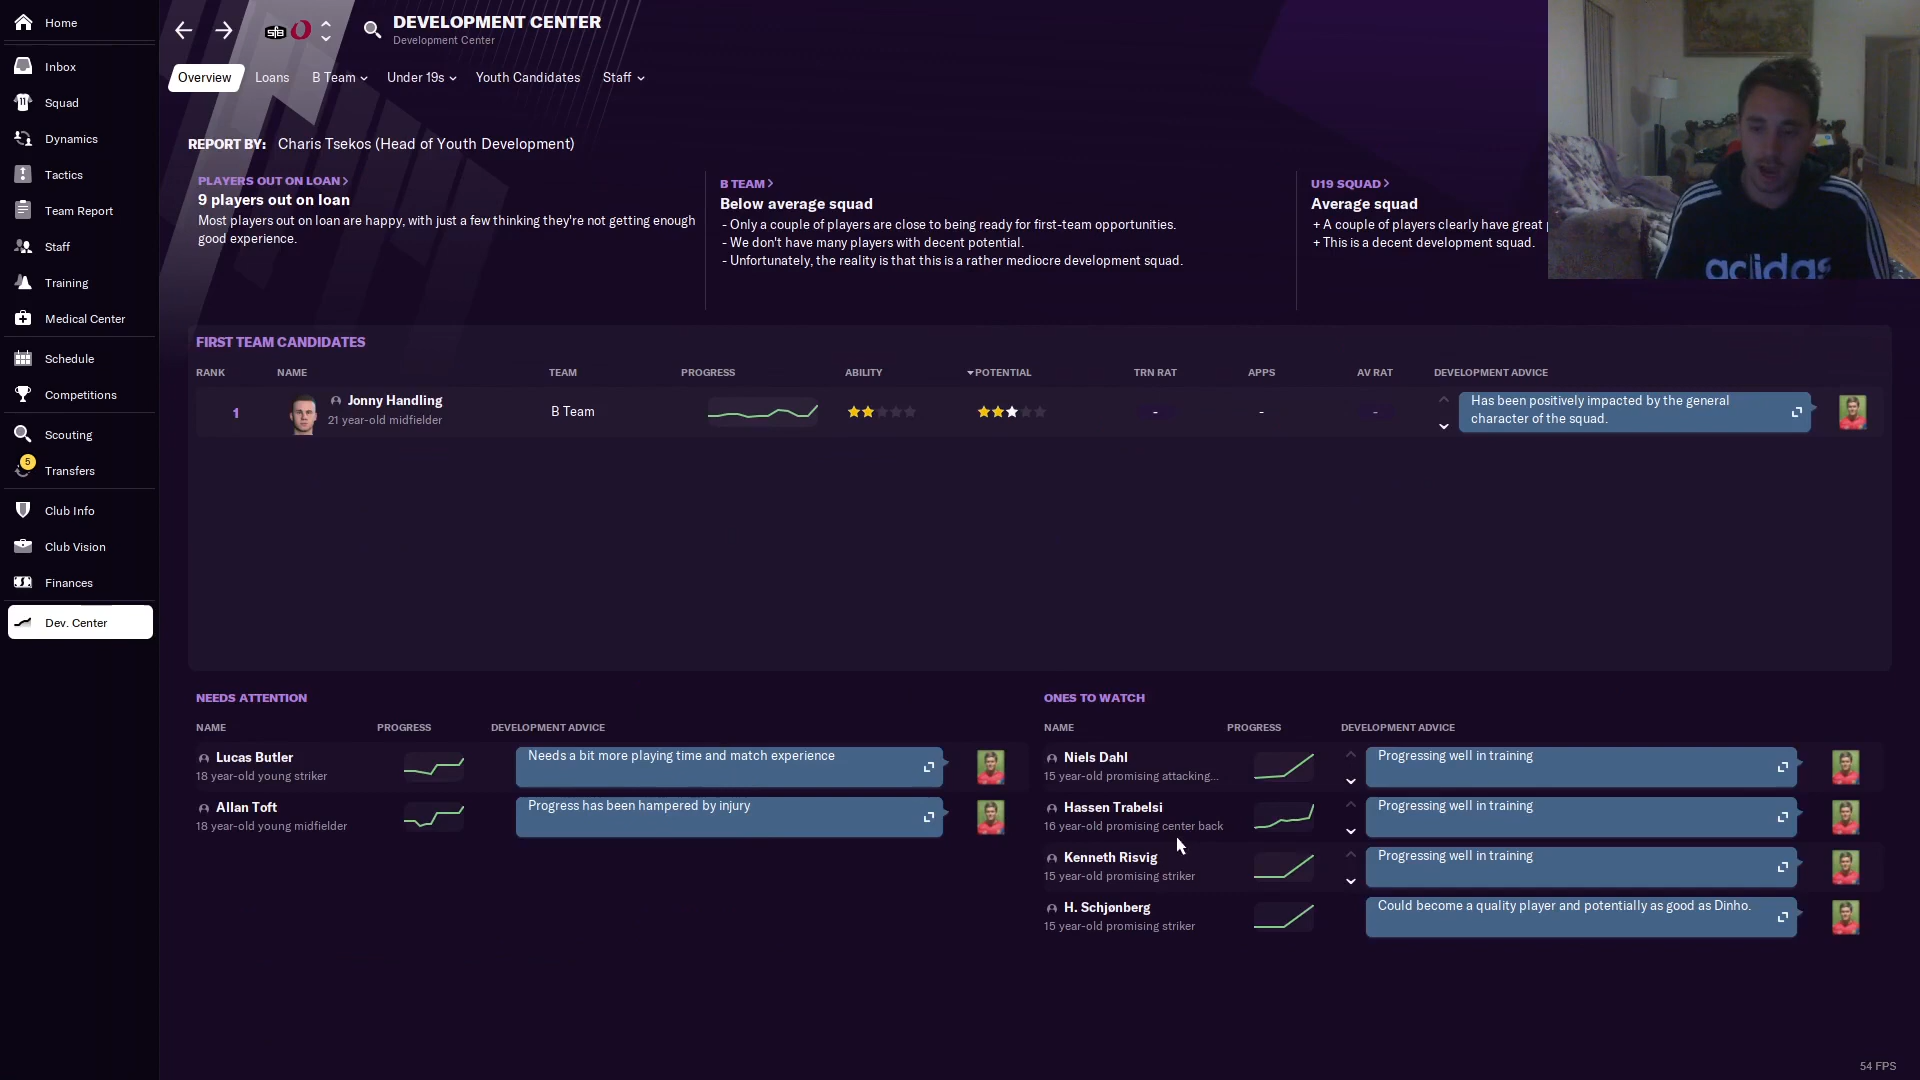 Home
Inbox
Squad
Dynamics
Tactics
Team Report
Staff
Training
Medical Center
Schedule
Competitions
Scouting
5
Transfers
Club Info
Club Vision
Finances
Dev. Center
DEVELOPMENT CENTER
Development Center
Overview
Loans
B Team
Under 19s
Youth Candidates
Staff
REPORT BY: Charis Tsekos (Head of Youth Development)
PLAYERS OUT ON LOAN >
9 players out on loan
Most players out on loan are happy, with just a few thinking they're not getting enough
good experience.
B TEAM >
Below average squad
- Only a couple of players are close to being ready for first-team opportunities.
- We don't have many players with decent potential.
- Unfortunately, the reality is that this is a rather mediocre development squad.
U19 SQUAD >
Average squad
+ A couple of players clearly have great
+ This is a decent development squad.
adidas
FIRST TEAM CANDIDATES
RANK NAME TEAM PROGRESS ABILITY POTENTIAL TRN RAT APPS AV RAT DEVELOPMENT ADVICE
1 Jonny Handling B Team - - - Has been positively impacted by the general
21 year-old midfielder character of the squad.
NEEDS ATTENTION
NAME PROGRESS DEVELOPMENT ADVICE
Lucas Butler Needs a bit more playing time and match experience
18 year-old young striker
Allan Toft Progress has been hampered by injury
18 year-old young midfielder
ONES TO WATCH
NAME PROGRESS DEVELOPMENT ADVICE
Niels Dahl Progressing well in training
15 year-old promising attacking...
Hassen Trabelsi Progressing well in training
16 year-old promising center back
Kenneth Risvig Progressing well in training
15 year-old promising striker
H. Schjønberg Could become a quality player and potentially as good as Dinho.
15 year-old promising striker
54 FPS